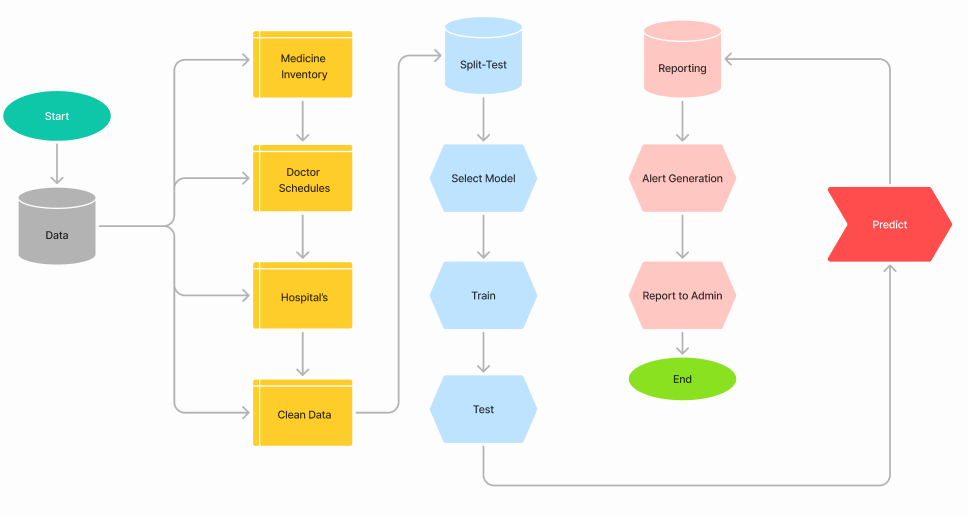 Start
Data
Medicine
Inventory
Doctor
Schedules
Hospital's
Clean Data
Split-Test
Select Model
Train
Test
Reporting
Alert Generation
Report to Admin
End
Predict